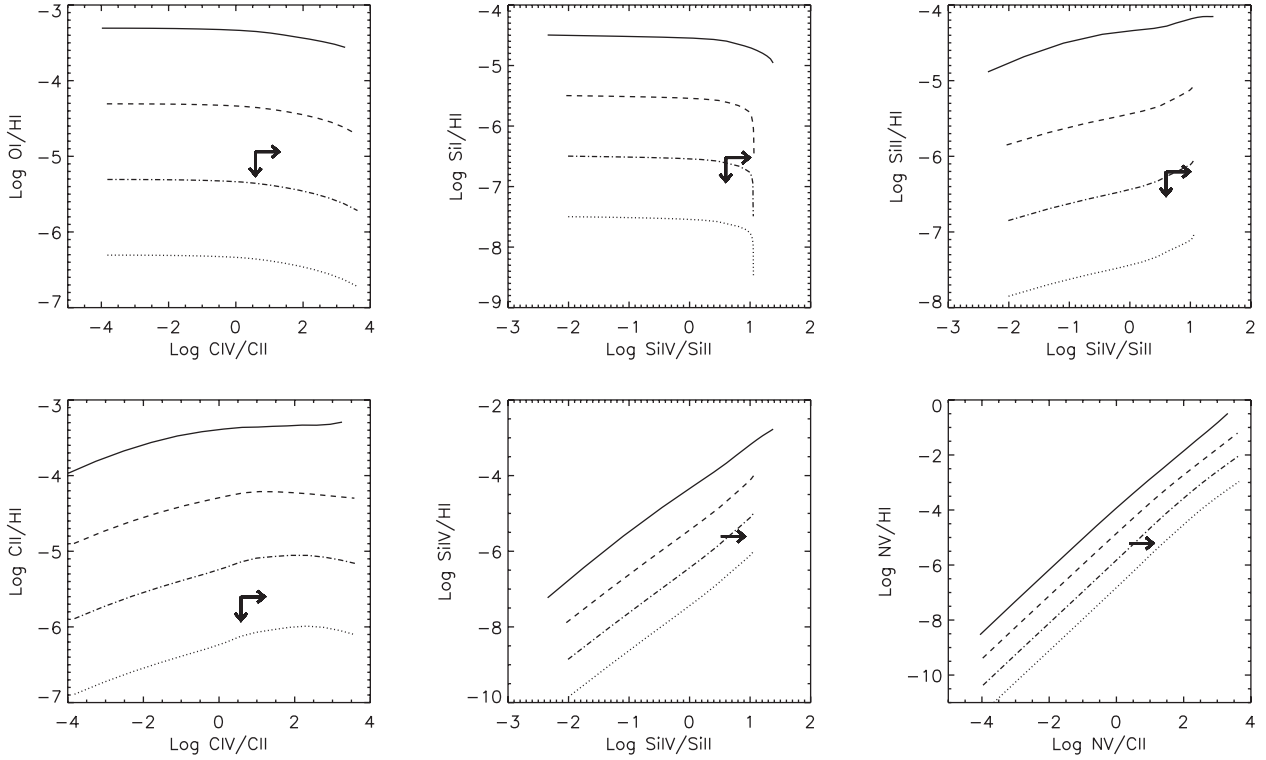 −3
−4
−5
−6
−7
−4 −2 0 2 4
Log OI/HI
Log CIV/CII
−4
−5
−6
−7
−8
−9
−3 −2 −1 0 1 2
Log SiI/HI
Log SiIV/SiII
−4
−5
−6
−7
−8
−3 −2 −1 0 1 2
Log SiII/HI
Log SiIV/SiII
−3
−4
−5
−6
−7
−4 −2 0 2 4
Log CII/HI
Log CIV/CII
−2
−4
−6
−8
−10
−3 −2 −1 0 1 2
Log SiIV/HI
Log SiIV/SiII
0
−2
−4
−6
−8
−10
−4 −2 0 2 4
Log NV/HI
Log NV/CII